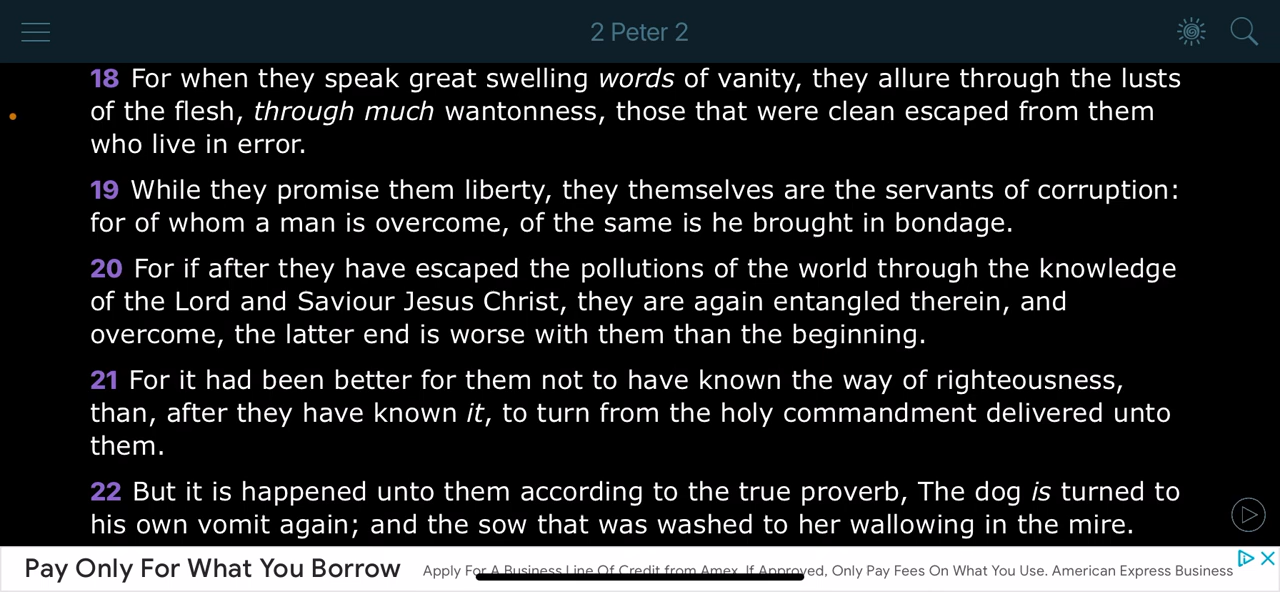 2 Peter 2
18 For when they speak great swelling words of vanity, they allure through the lusts
of the flesh, through much wantonness, those that were clean escaped from them
who live in error.
19 While they promise them liberty, they themselves are the servants of corruption:
for of whom a man is overcome, of the same is he brought in bondage.
20 For if after they have escaped the pollutions of the world through the knowledge
of the Lord and Saviour Jesus Christ, they are again entangled therein, and
overcome, the latter end is worse with them than the beginning.
21 For it had been better for them not to have known the way of righteousness,
than, after they have known it, to turn from the holy commandment delivered unto
them.
22 But it is happened unto them according to the true proverb, The dog is turned to
his own vomit again; and the sow that was washed to her wallowing in the mire.
Pay Only For What You Borrow
Apply For A Business Line Of Credit from Amex. If Approved, Only Pay Fees On What You Use. American Express Business